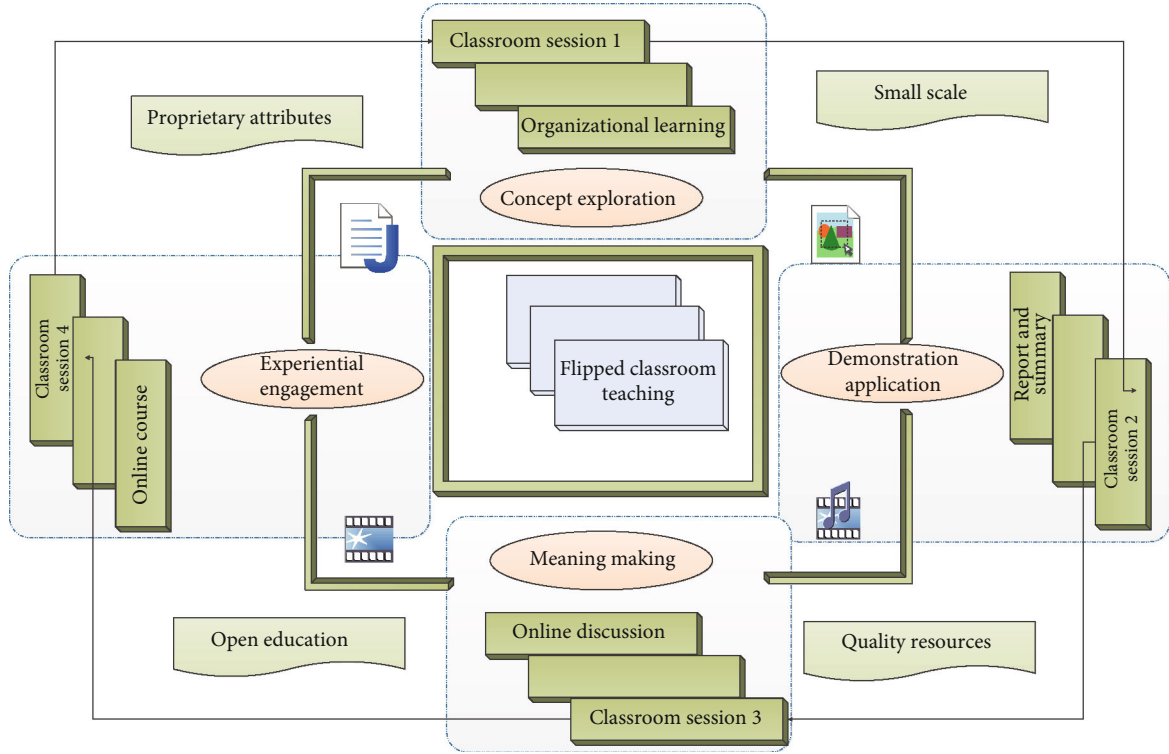 Classroom session 1
Organizational learning
Concept exploration
Proprietary attributes
Small scale
Classroom
session 4
Online course
Experiential
engagement
Flipped classroom
teaching
Demonstration
application
Report and
summary
Classroom
session 2
Meaning making
Online discussion
Classroom session 3
Open education
Quality resources